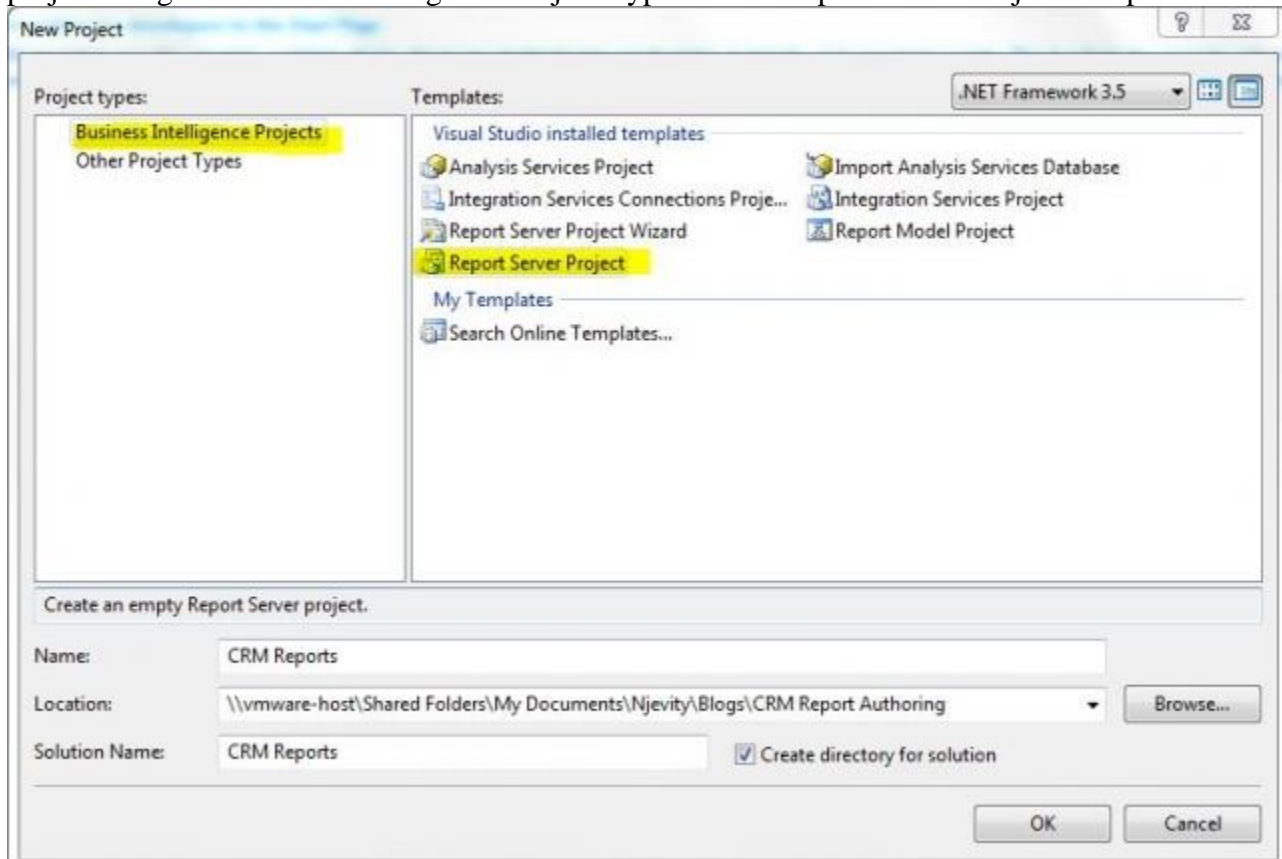 New Project
Project types:
Templates:
.NET Framework 3.5
Business Intelligence Projects
Other Project Types
Visual Studio installed templates
Analysis Services Project
Import Analysis Services Database
Integration Services Connections Proje...
Integration Services Project
Report Server Project Wizard
Report Model Project
Report Server Project
My Templates
Search Online Templates...
Create an empty Report Server project.
Name:
CRM Reports
Location:
\\vmware-host\Shared Folders\My Documents\Njevity\Blogs\CRM Report Authoring
Browse...
Solution Name:
CRM Reports
Create directory for solution
OK
Cancel